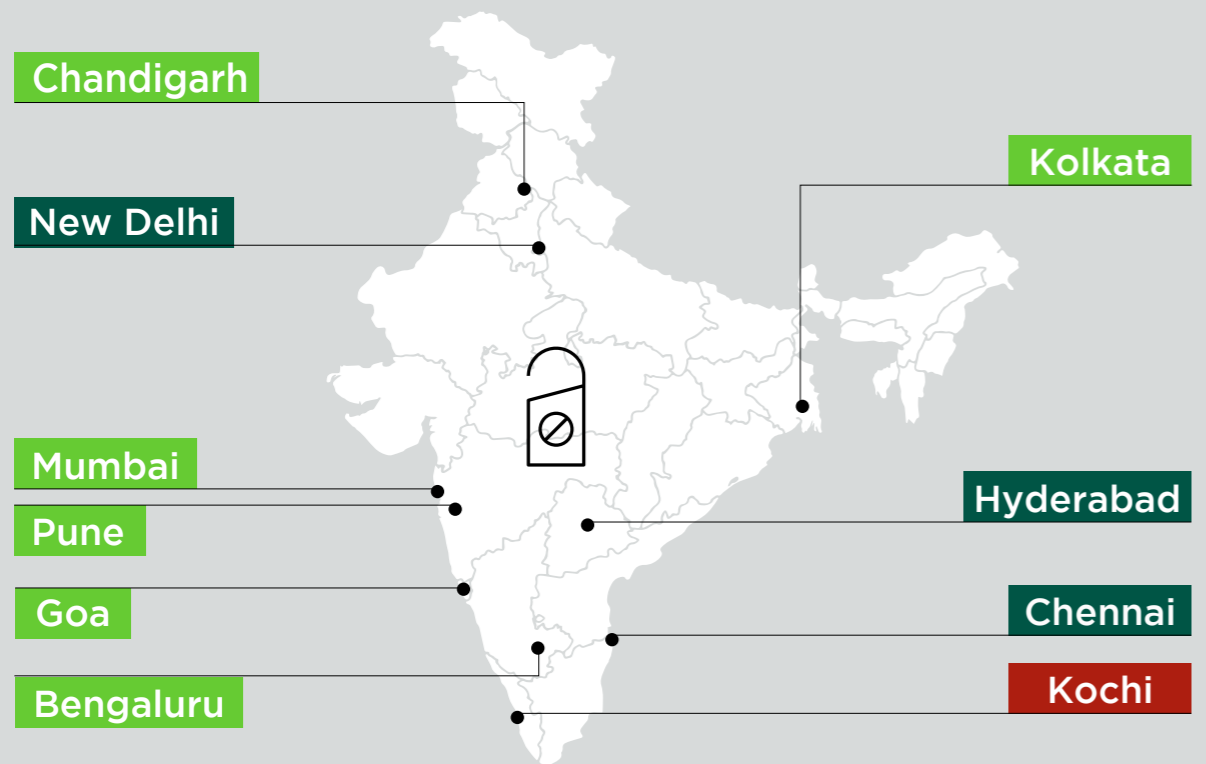 Chandigarh
New Delhi
Mumbai
Pune
Goa
Bengaluru
Kolkata
Hyderabad
Chennai
Kochi